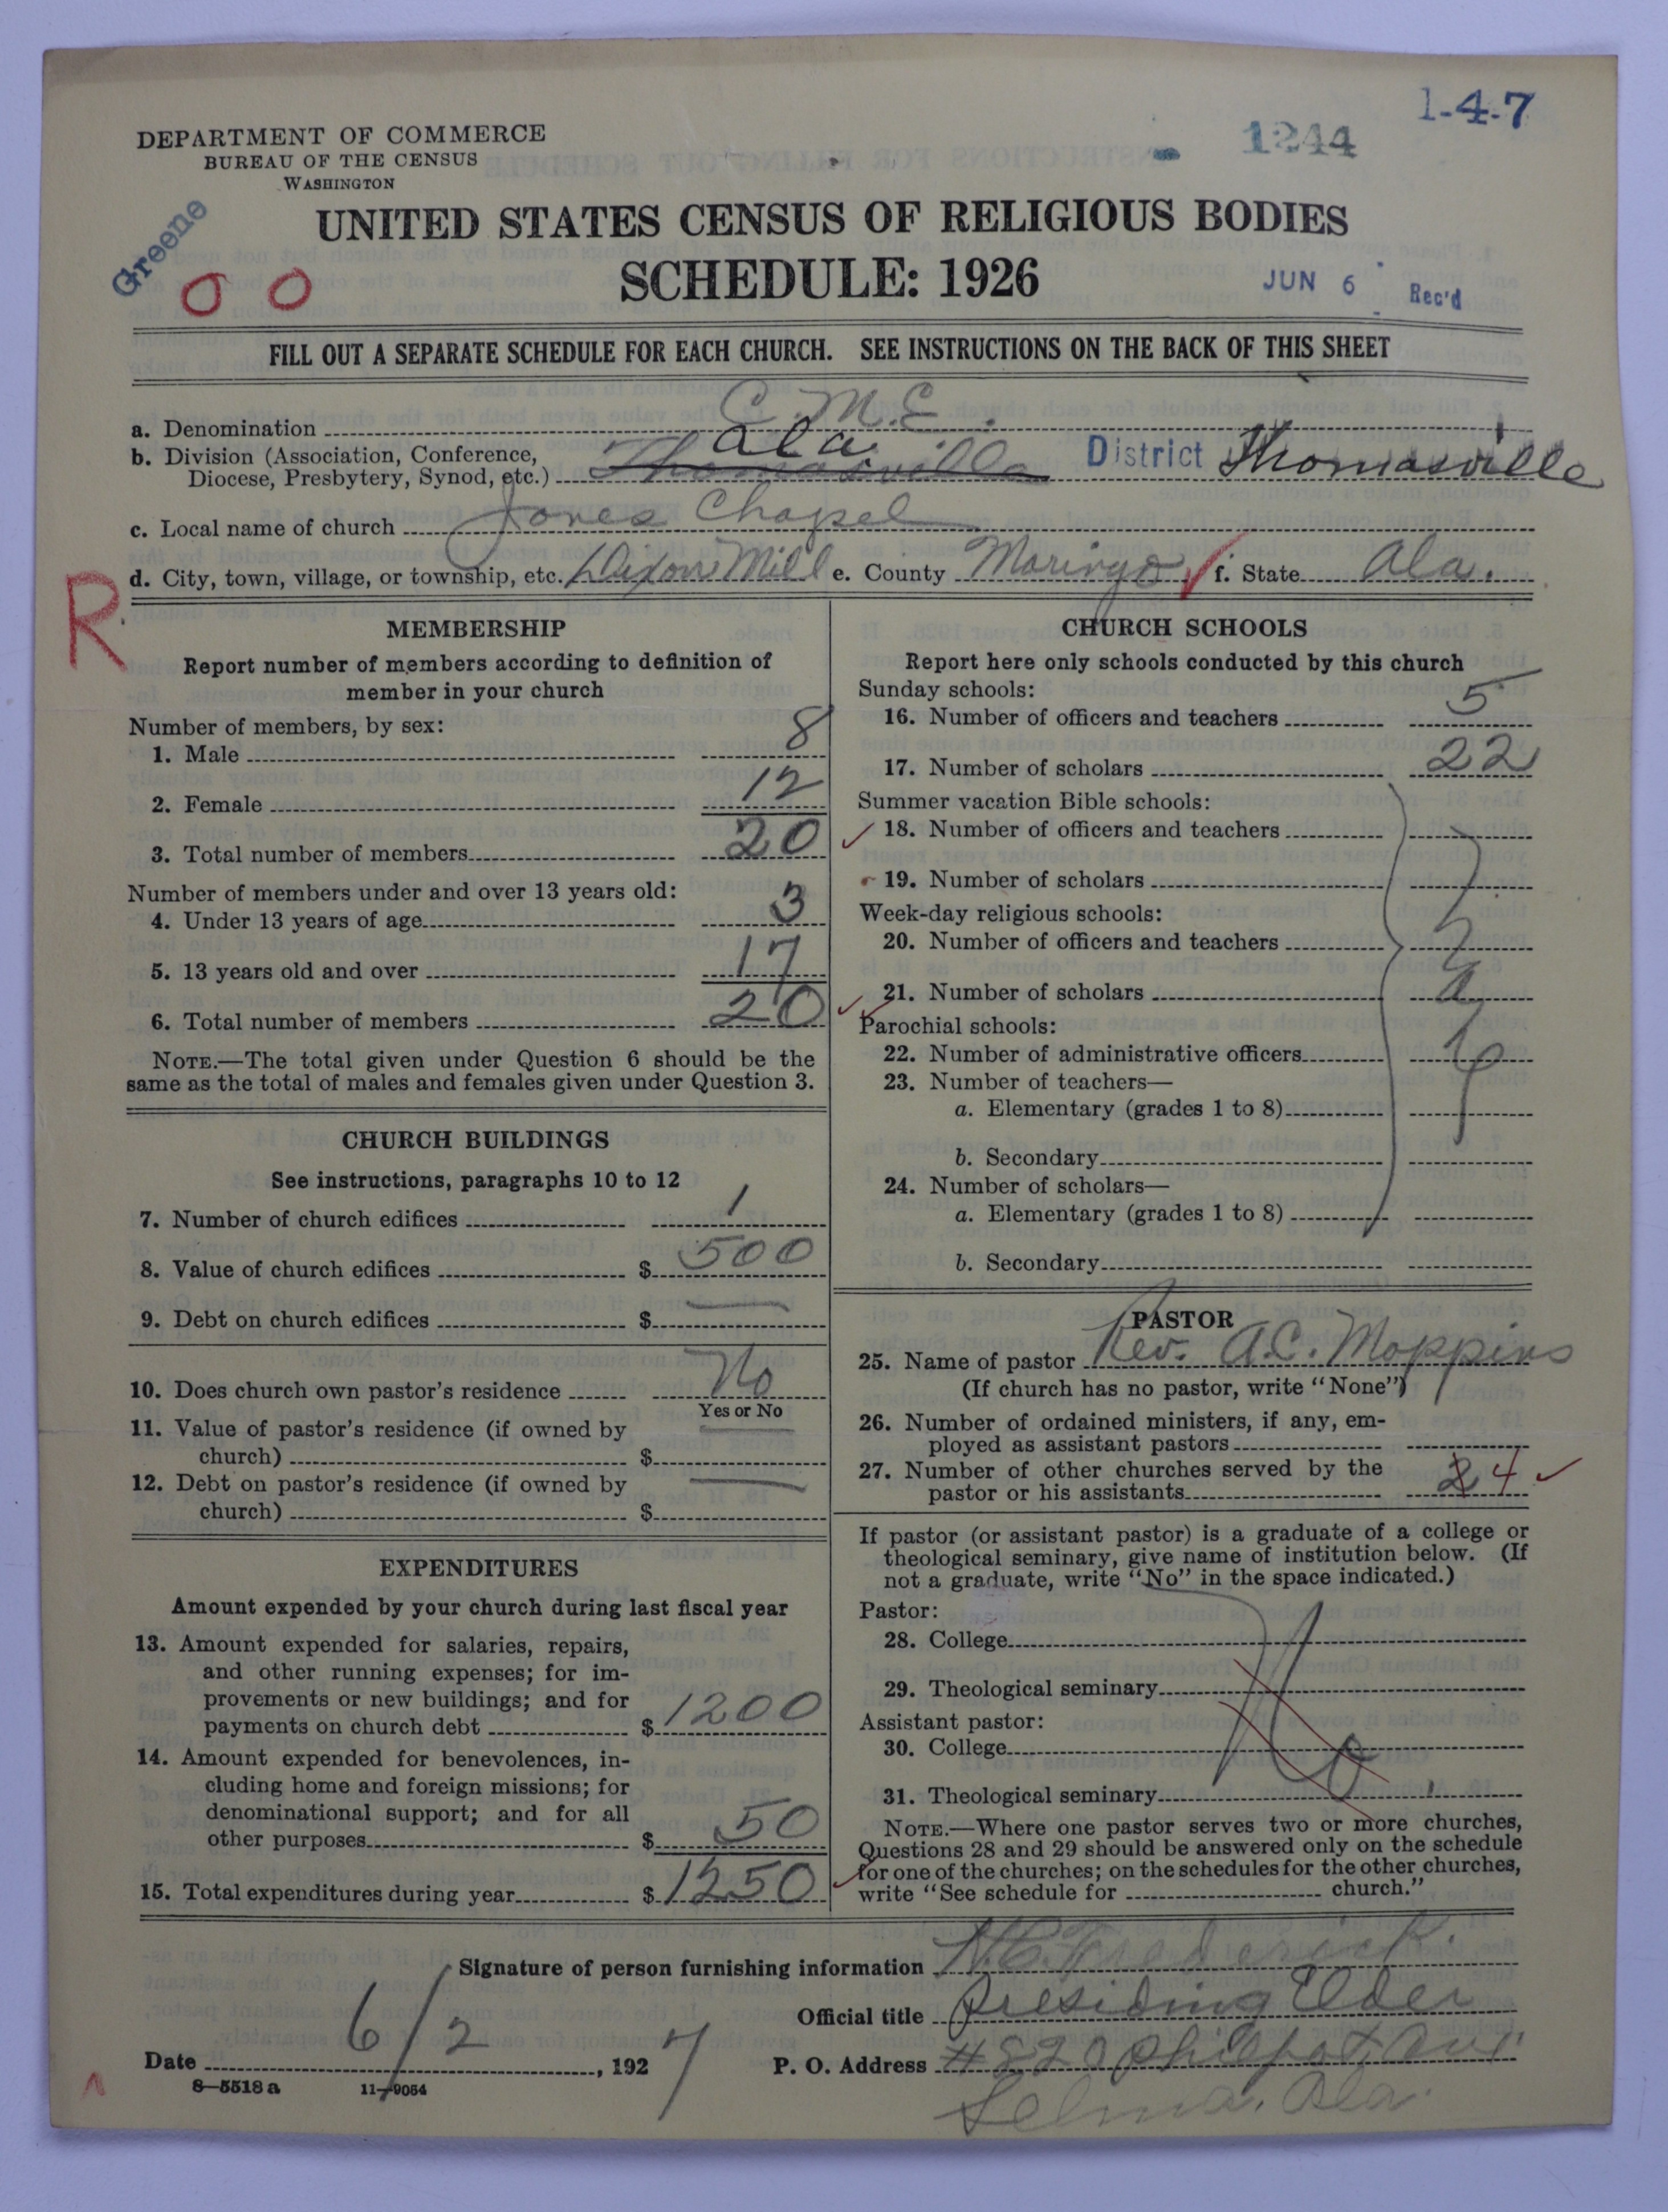 1-4-7
1244
DEPARTMENT OF COMMERCE
BUREAU OF THE CENSUS
WASHINGTON
Greene
UNITED STATES CENSUS OF RELIGIOUS BODIES
SCHEDULE: 1926
JUN 6 Rec'd
FILL OUT A SEPARATE SCHEDULE FOR EACH CHURCH. SEE INSTRUCTIONS ON THE BACK OF THIS SHEET
a. Denomination C.M.E.
b. Division (Association, Conference, Diocese, Presbytery, Synod, etc.) Thomasville Ala. District Thomasville
c. Local name of church Jones Chapel
d. City, town, village, or township, etc. Dixon Mill e. County Maringo f. State Ala.
R
MEMBERSHIP
Report number of members according to definition of
member in your church
Number of members, by sex:
1. Male 8
2. Female 12
3. Total number of members 20
Number of members under and over 13 years old:
4. Under 13 years of age 3
5. 13 years old and over 17
6. Total number of members 20
NOTE.—The total given under Question 6 should be the
same as the total of males and females given under Question 3.
CHURCH BUILDINGS
See instructions, paragraphs 10 to 12
7. Number of church edifices 1
8. Value of church edifices $ 500
9. Debt on church edifices $ —
10. Does church own pastor's residence No
Yes or No
11. Value of pastor's residence (if owned by
church) $ —
12. Debt on pastor's residence (if owned by
church) $ —
EXPENDITURES
Amount expended by your church during last fiscal year
13. Amount expended for salaries, repairs,
and other running expenses; for im-
provements or new buildings; and for
payments on church debt $ 1200
14. Amount expended for benevolences, in-
cluding home and foreign missions; for
denominational support; and for all
other purposes $ 50
15. Total expenditures during year $ 1250
CHURCH SCHOOLS
Report here only schools conducted by this church
Sunday schools:
16. Number of officers and teachers 5
17. Number of scholars 22
Summer vacation Bible schools:
18. Number of officers and teachers
19. Number of scholars
Week-day religious schools:
20. Number of officers and teachers
21. Number of scholars
Parochial schools:
22. Number of administrative officers
23. Number of teachers—
a. Elementary (grades 1 to 8)
b. Secondary
24. Number of scholars—
a. Elementary (grades 1 to 8)
b. Secondary
PASTOR
25. Name of pastor Rev. A.C. Moppins
(If church has no pastor, write "None")
26. Number of ordained ministers, if any, em-
ployed as assistant pastors
27. Number of other churches served by the
pastor or his assistants 2 4
If pastor (or assistant pastor) is a graduate of a college or
theological seminary, give name of institution below. (If
not a graduate, write "No" in the space indicated.)
Pastor:
28. College
29. Theological seminary
Assistant pastor:
30. College
No
31. Theological seminary
NOTE.—Where one pastor serves two or more churches,
Questions 28 and 29 should be answered only on the schedule
for one of the churches; on the schedules for the other churches,
write "See schedule for church."
Signature of person furnishing information N.C. Frederick.
Official title Presiding Elder
Date 6/2, 1927 P. O. Address #820 Philpot Ave
Selma, Ala.
8—5518 a 11—9054